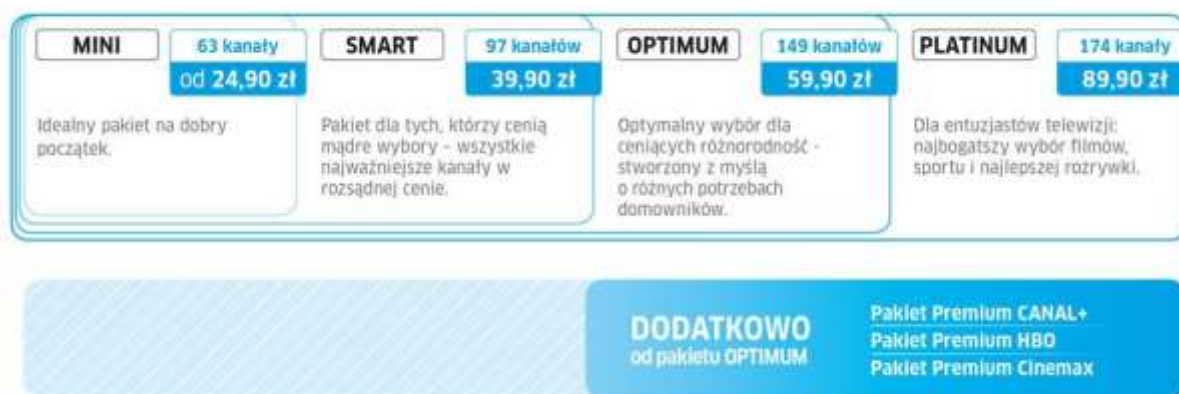 MINI
63 kanały
od 24,90 zł
Idealny pakiet na dobry
początek.
SMART
97 kanałów
39,90 zł
Pakiet dla tych, którzy cenią
mądre wybory – wszystkie
najważniejsze kanały w
rozsądnej cenie.
OPTIMUM
149 kanałów
59,90 zł
Optymalny wybór dla
ceniących różnorodność -
stworzony z myślą
o różnych potrzebach
domowników.
PLATINUM
174 kanały
89,90 zł
Dla entuzjastów telewizji:
najbogatszy wybór filmów,
sportu i najlepszej rozrywki.
DODATKOWO
od pakietu OPTIMUM
Pakiet Premium CANAL+
Pakiet Premium HBO
Pakiet Premium Cinemax